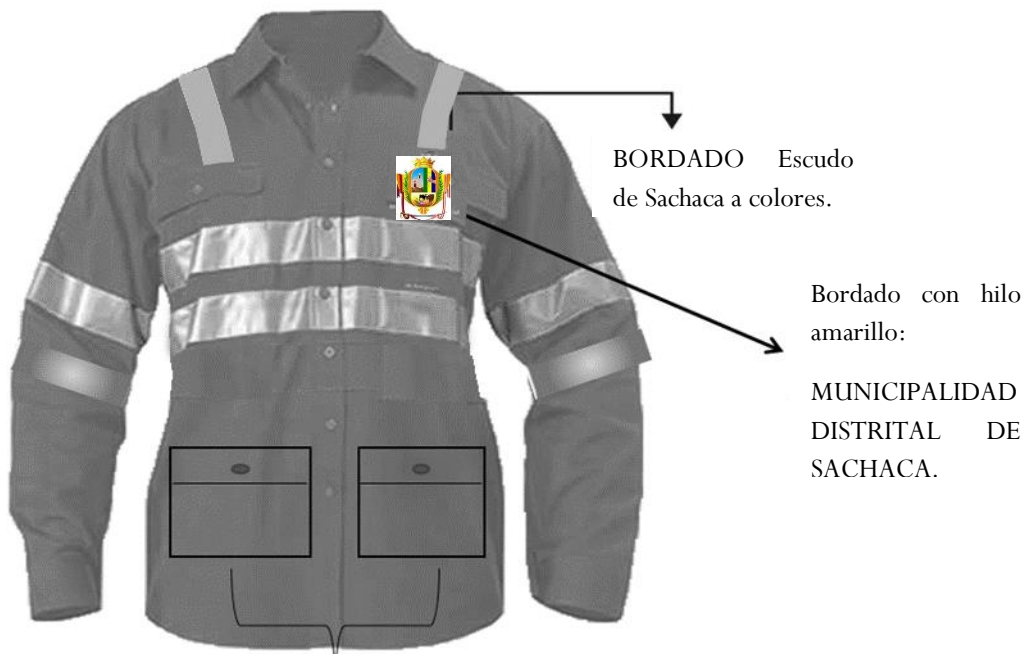 BORDADO Escudo
de Sachaca a colores.
Bordado con hilo
amarillo:
MUNICIPALIDAD
DISTRITAL DE
SACHACA.